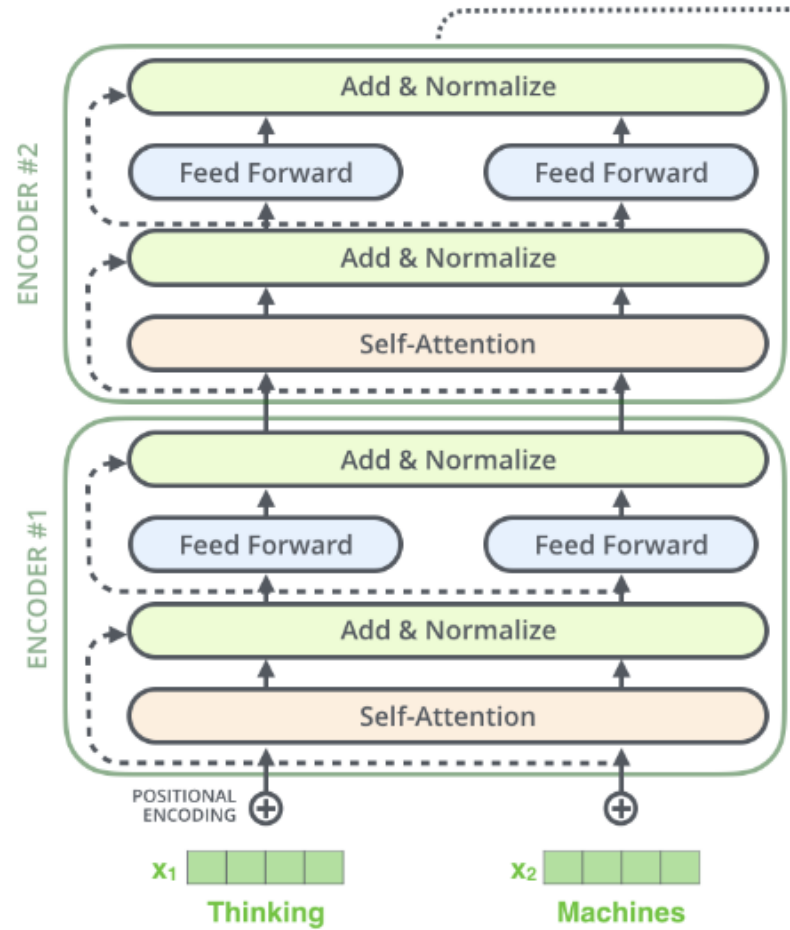 ENCODER #2
Add & Normalize
Feed Forward
Feed Forward
Add & Normalize
Self-Attention
ENCODER #1
Add & Normalize
Feed Forward
Feed Forward
Add & Normalize
Self-Attention
POSITIONAL
ENCODING
x₁
x₂
Thinking
Machines